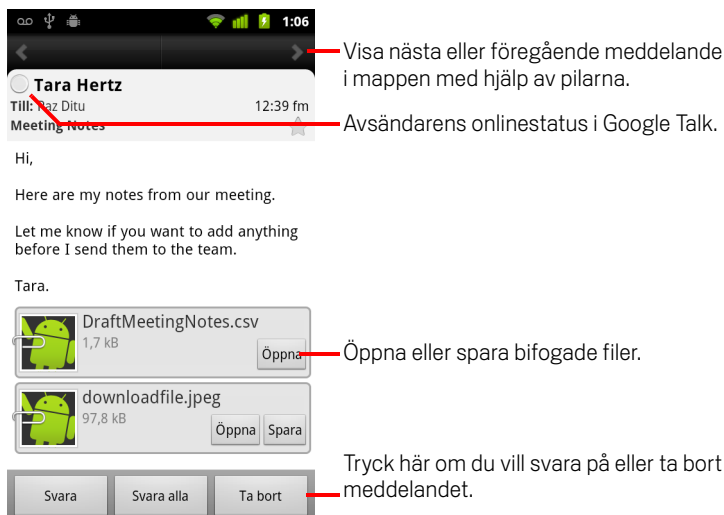 1:06
Visa nästa eller föregående meddelande
i mappen med hjälp av pilarna.
Tara Hertz
Till: Paz Ditu 12:39 fm
Meeting Notes
Avsändarens onlinestatus i Google Talk.
Hi,
Here are my notes from our meeting.
Let me know if you want to add anything
before I send them to the team.
Tara.
DraftMeetingNotes.csv
1,7 kB
Öppna
Öppna eller spara bifogade filer.
downloadfile.jpeg
97,8 kB
Öppna Spara
Tryck här om du vill svara på eller ta bort
meddelandet.
Svara Svara alla Ta bort